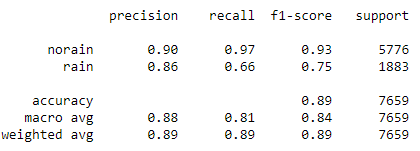 precision recall f1-score support
norain 0.90 0.97 0.93 5776
rain 0.86 0.66 0.75 1883
accuracy 0.89 7659
macro avg 0.88 0.81 0.84 7659
weighted avg 0.89 0.89 0.89 7659